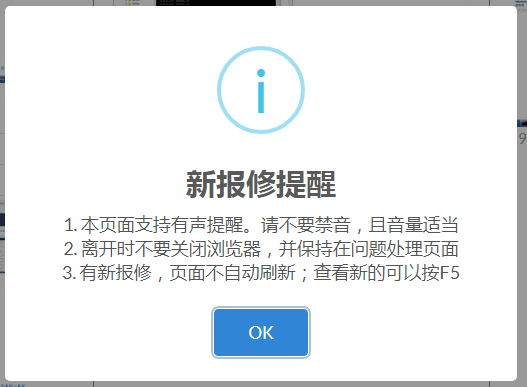 新报修提醒
1. 本页面支持有声提醒。请不要禁音，且音量适当
2. 离开时不要关闭浏览器，并保持在问题处理页面
3. 有新报修，页面不自动刷新；查看新的可以按F5
OK